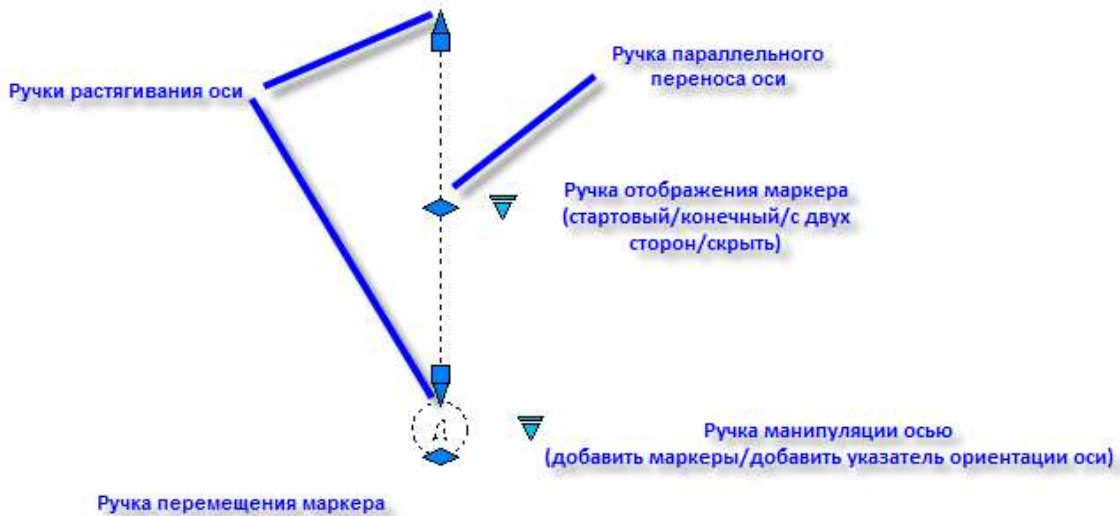 Ручка параллельного
переноса оси
Ручки растягивания оси
Ручка отображения маркера
(стартовый/конечный/с двух
сторон/скрыть)
А
Ручка манипуляции осью
(добавить маркеры/добавить указатель ориентации оси)
Ручка перемещения маркера